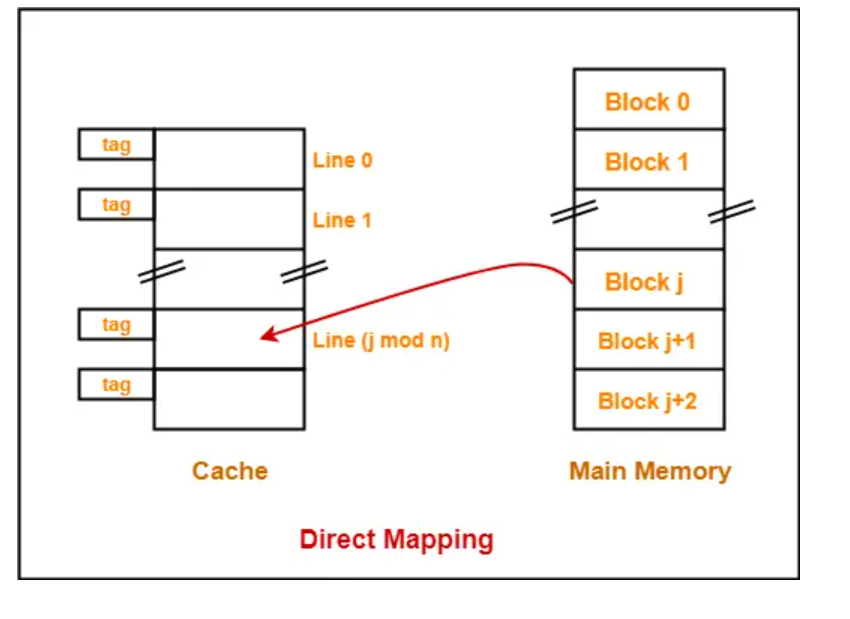 Block 0
tag
Line 0
Block 1
tag
Line 1
Block j
tag
Line (j mod n)
Block j+1
tag
Block j+2
Cache
Main Memory
Direct Mapping